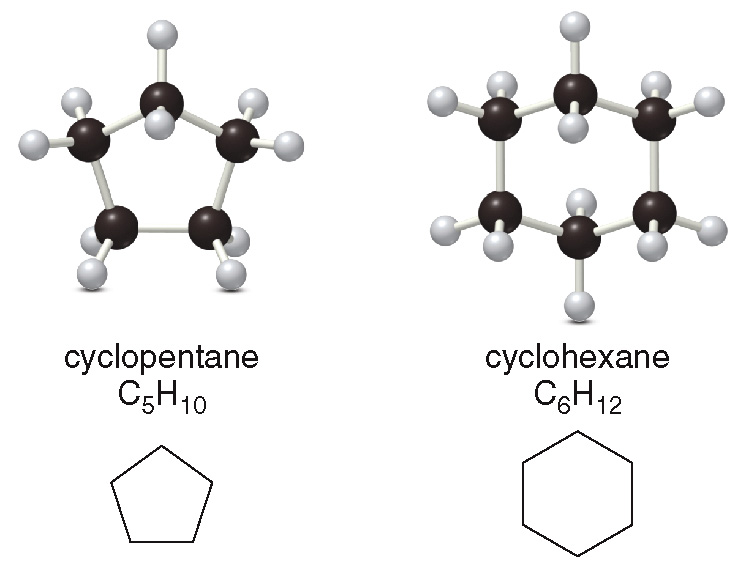 cyclopentane
C₅H₁₀
cyclohexane
C₆H₁₂